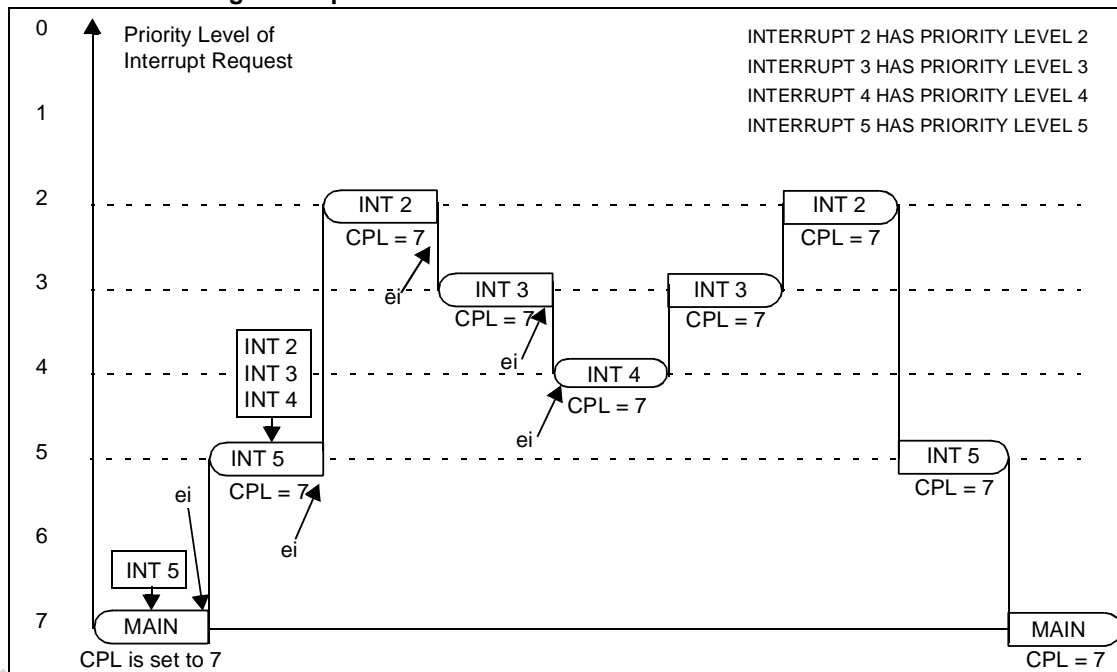 0
Priority Level of
Interrupt Request
INTERRUPT 2 HAS PRIORITY LEVEL 2
INTERRUPT 3 HAS PRIORITY LEVEL 3
INTERRUPT 4 HAS PRIORITY LEVEL 4
INTERRUPT 5 HAS PRIORITY LEVEL 5
1
2
INT 2
CPL = 7
INT 2
CPL = 7
ei
3
INT 3
CPL = 7
INT 3
CPL = 7
ei
INT 2
INT 3
INT 4
4
INT 4
CPL = 7
ei
5
INT 5
CPL = 7
INT 5
CPL = 7
ei
ei
6
INT 5
7
MAIN
CPL is set to 7
MAIN
CPL = 7